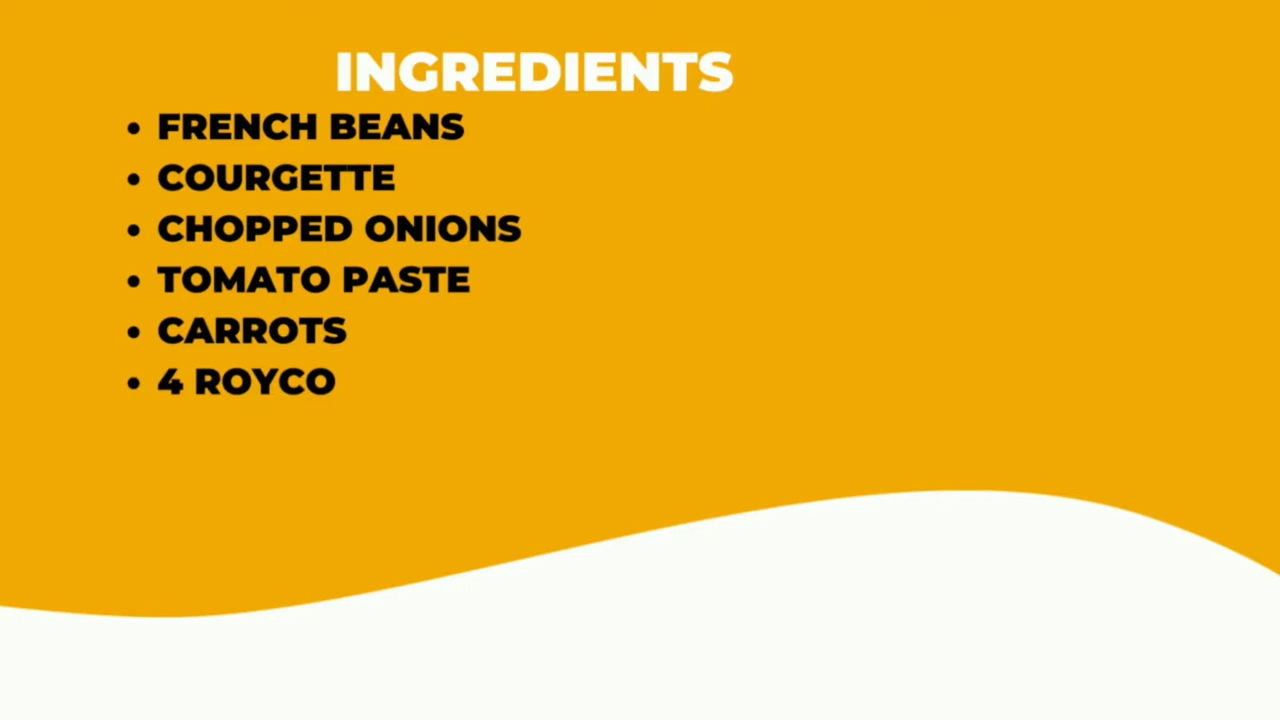 INGREDIENTS
• FRENCH BEANS
• COURGETTE
• CHOPPED ONIONS
• TOMATO PASTE
• CARROTS
• 4 ROYCO